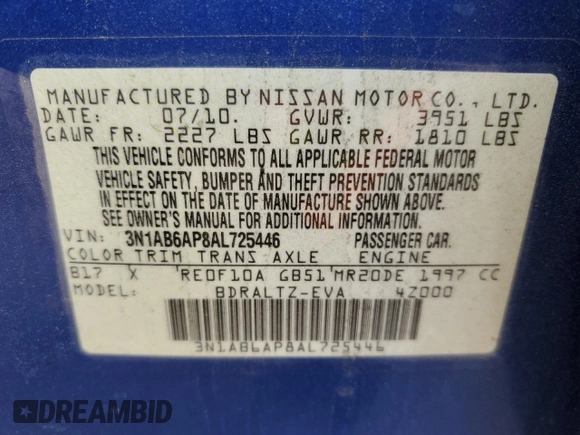 MANUFACTURED BY NISSAN MOTOR CO., LTD.
DATE: 07/10. GVWR: 3951 LBS
GAWR FR: 2227 LBS GAWR RR: 1810 LBS
THIS VEHICLE CONFORMS TO ALL APPLICABLE FEDERAL MOTOR
VEHICLE SAFETY, BUMPER AND THEFT PREVENTION STANDARDS
IN EFFECT ON THE DATE OF MANUFACTURE SHOWN ABOVE.
SEE OWNER'S MANUAL FOR ADDITIONAL INFORMATION.
VIN: 3N1AB6AP8AL725446 PASSENGER CAR.
COLOR TRIM TRANS AXLE ENGINE
B17 X RE0F10A GB51 MR20DE 1997 CC
MODEL: BDRALTZ-EVA 4Z000
3N1AB6AP8AL725446
DREAMBID